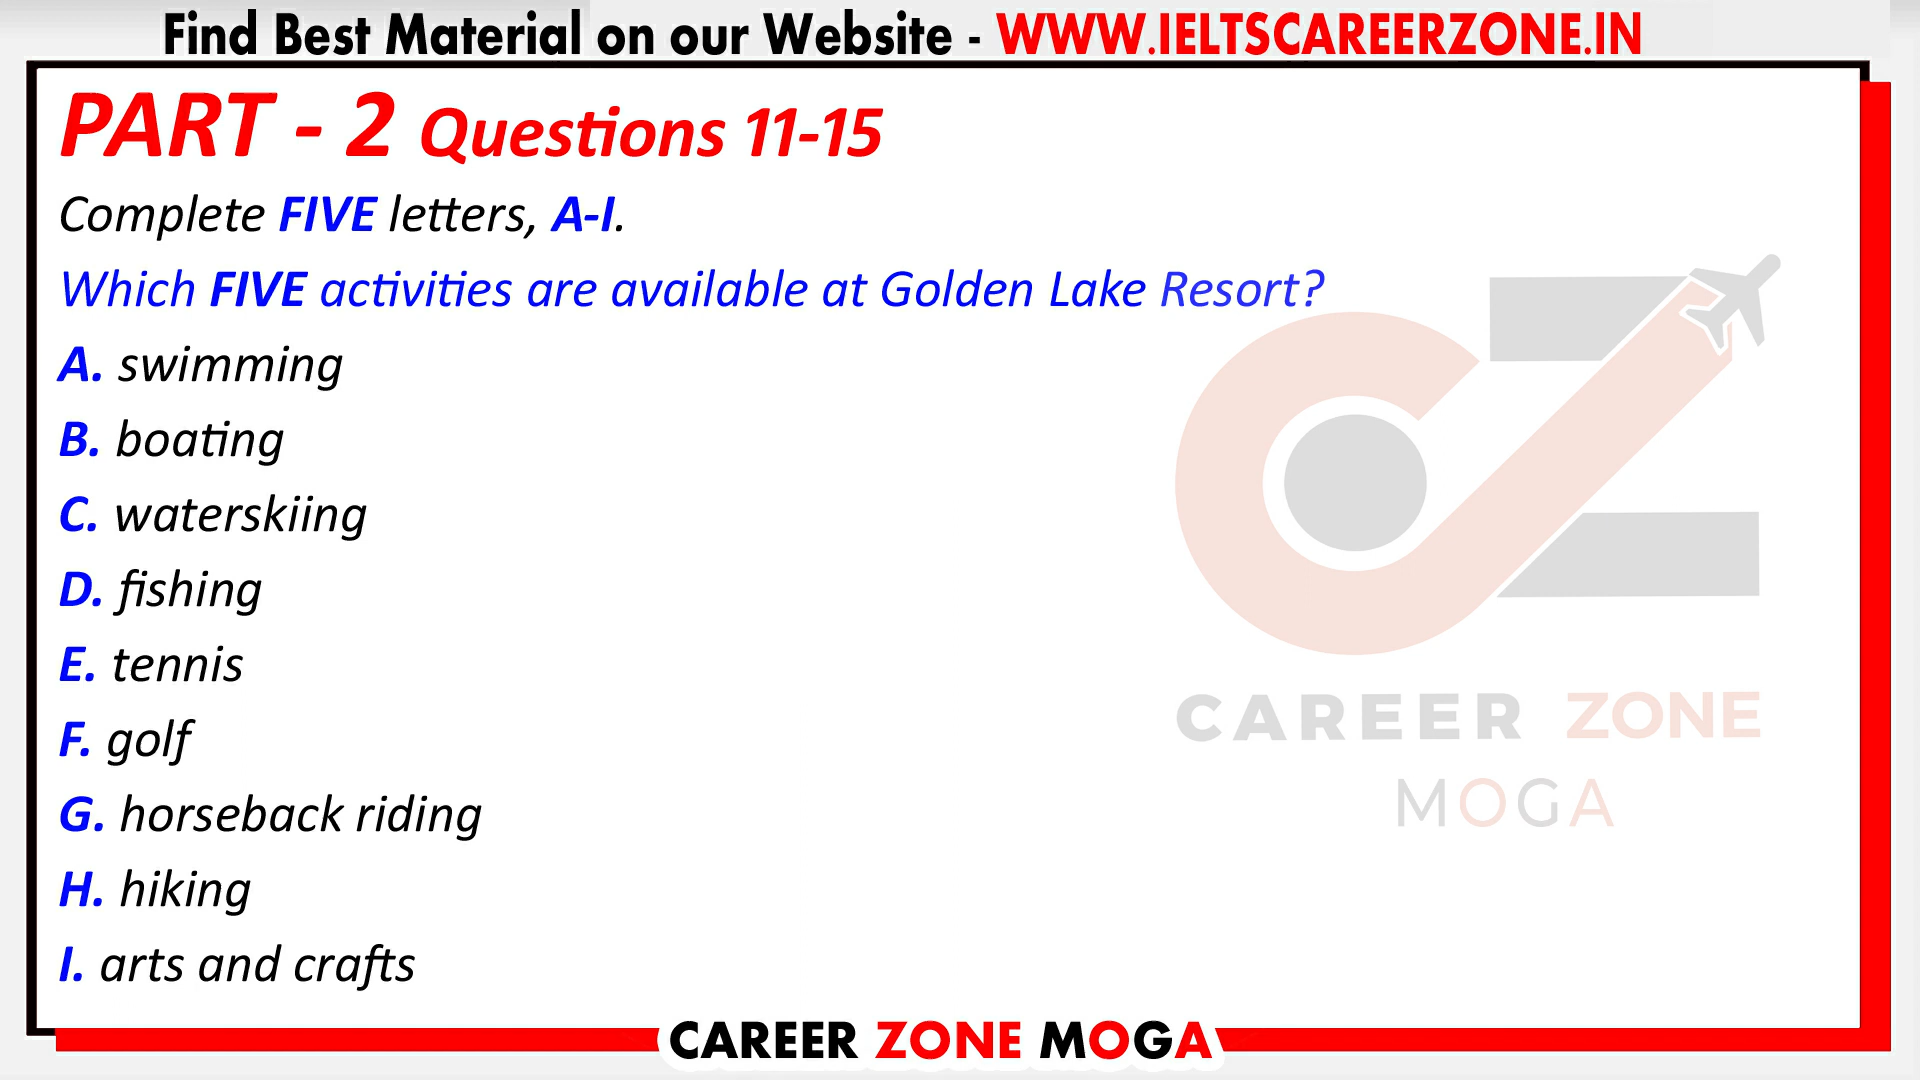 Find Best Material on our Website - WWW.IELTSCAREERZONE.IN
PART - 2 Questions 11-15
Complete FIVE letters, A-I.
Which FIVE activities are available at Golden Lake Resort?
A. swimming
B. boating
C. waterskiing
D. fishing
E. tennis
F. golf
G. horseback riding
H. hiking
I. arts and crafts
CAREER ZONE
MOGA
CAREER ZONE MOGA